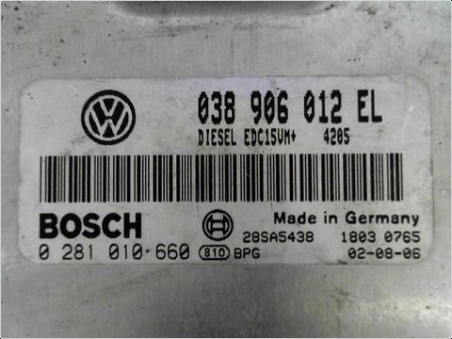 038 906 012 EL
DIESEL EDC15VM+ 4205
BOSCH
Made in Germany
28SA5438 1803 0765
0 281 010·660 810 BPG 02-08-06